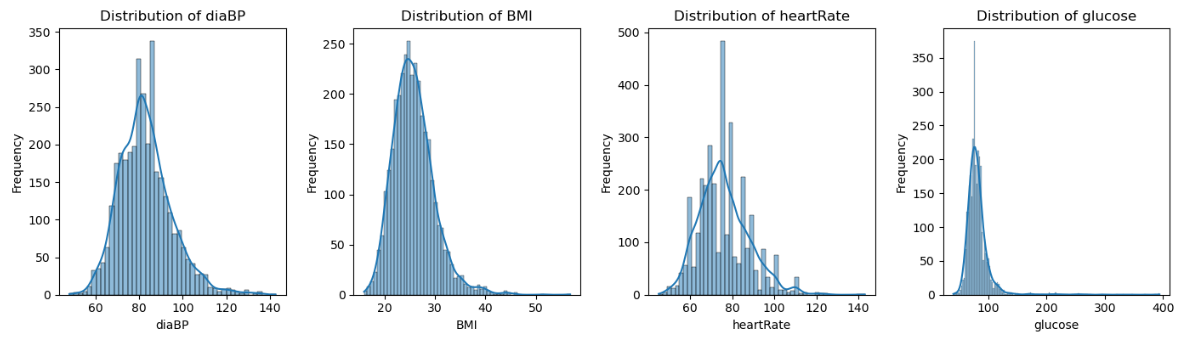 Distribution of diaBP
Frequency
350
300
250
200
150
100
50
0
60 80 100 120 140
diaBP
Distribution of BMI
Frequency
250
200
150
100
50
0
20 30 40 50
BMI
Distribution of heartRate
Frequency
500
400
300
200
100
0
60 80 100 120 140
heartRate
Distribution of glucose
Frequency
350
300
250
200
150
100
50
0
100 200 300 400
glucose